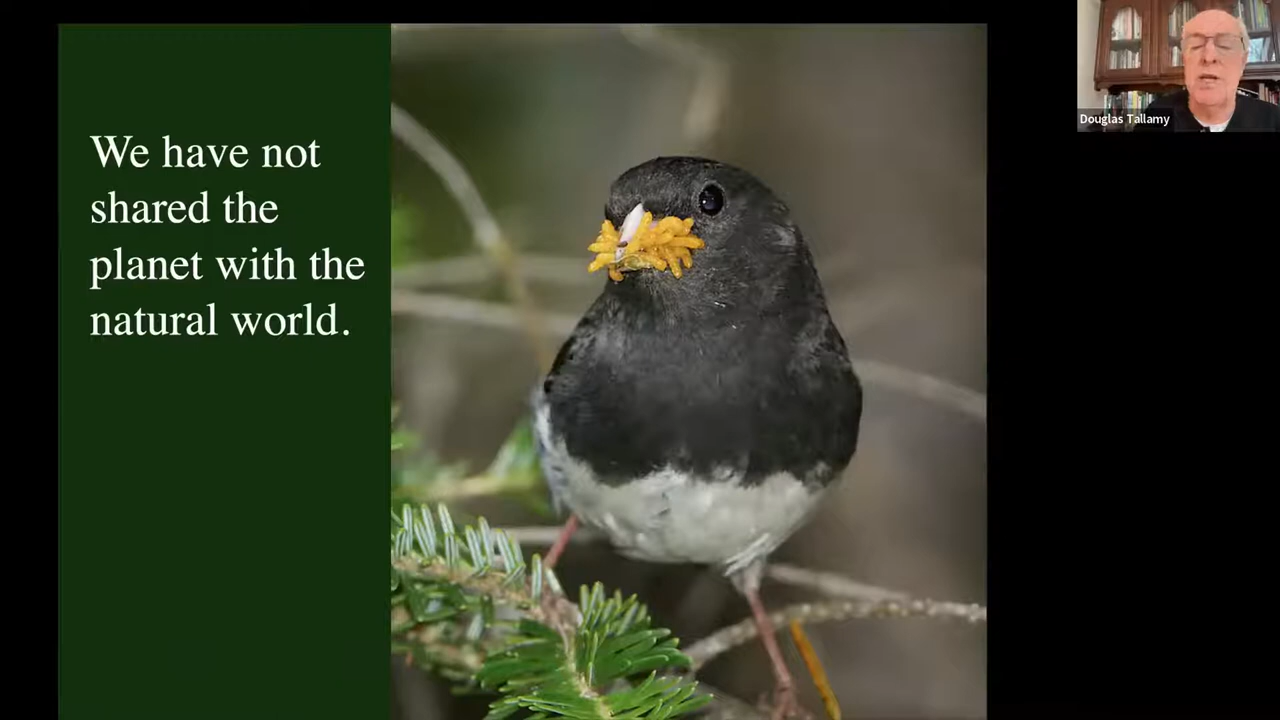 We have not
shared the
planet with the
natural world.
Douglas Tallamy